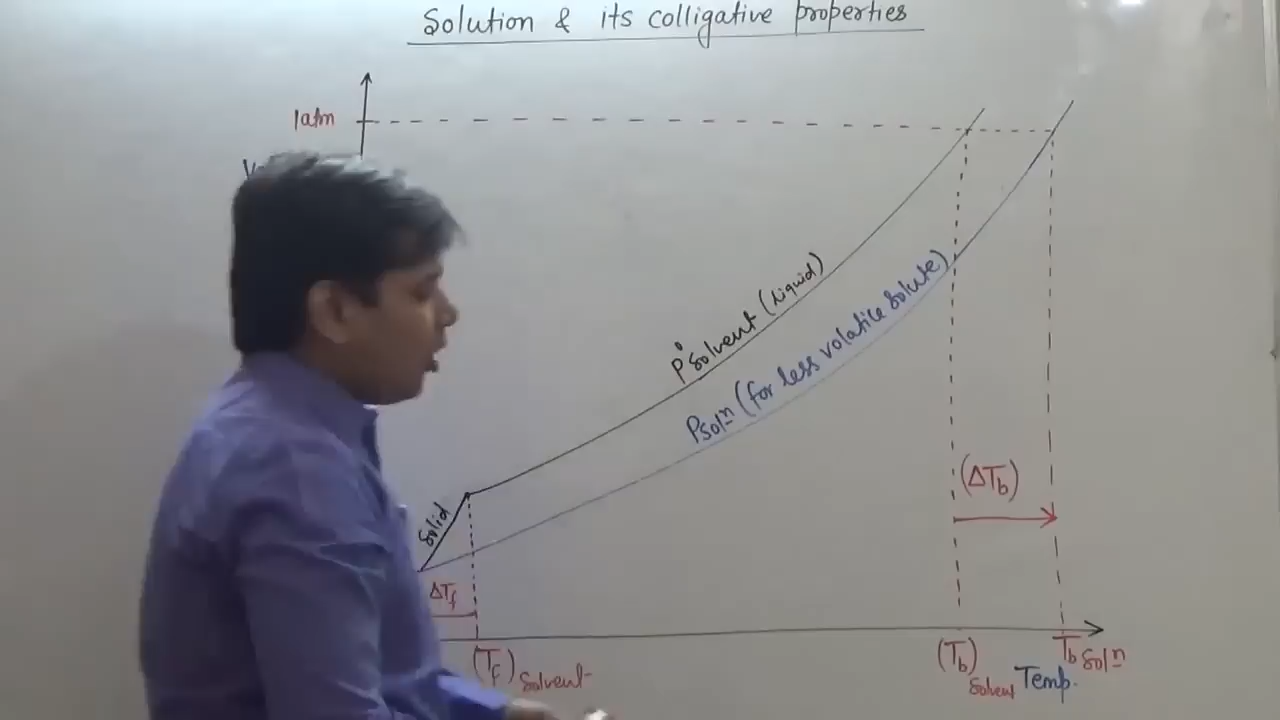 Solution & its colligative properties
1atm
P° solvent (Liquid)
Psolⁿ (for less volatile solute)
Solid
(ΔTb)
ΔTf
(Tf) Solvent
(Tb) Solvent
Tb Solⁿ
Temp.